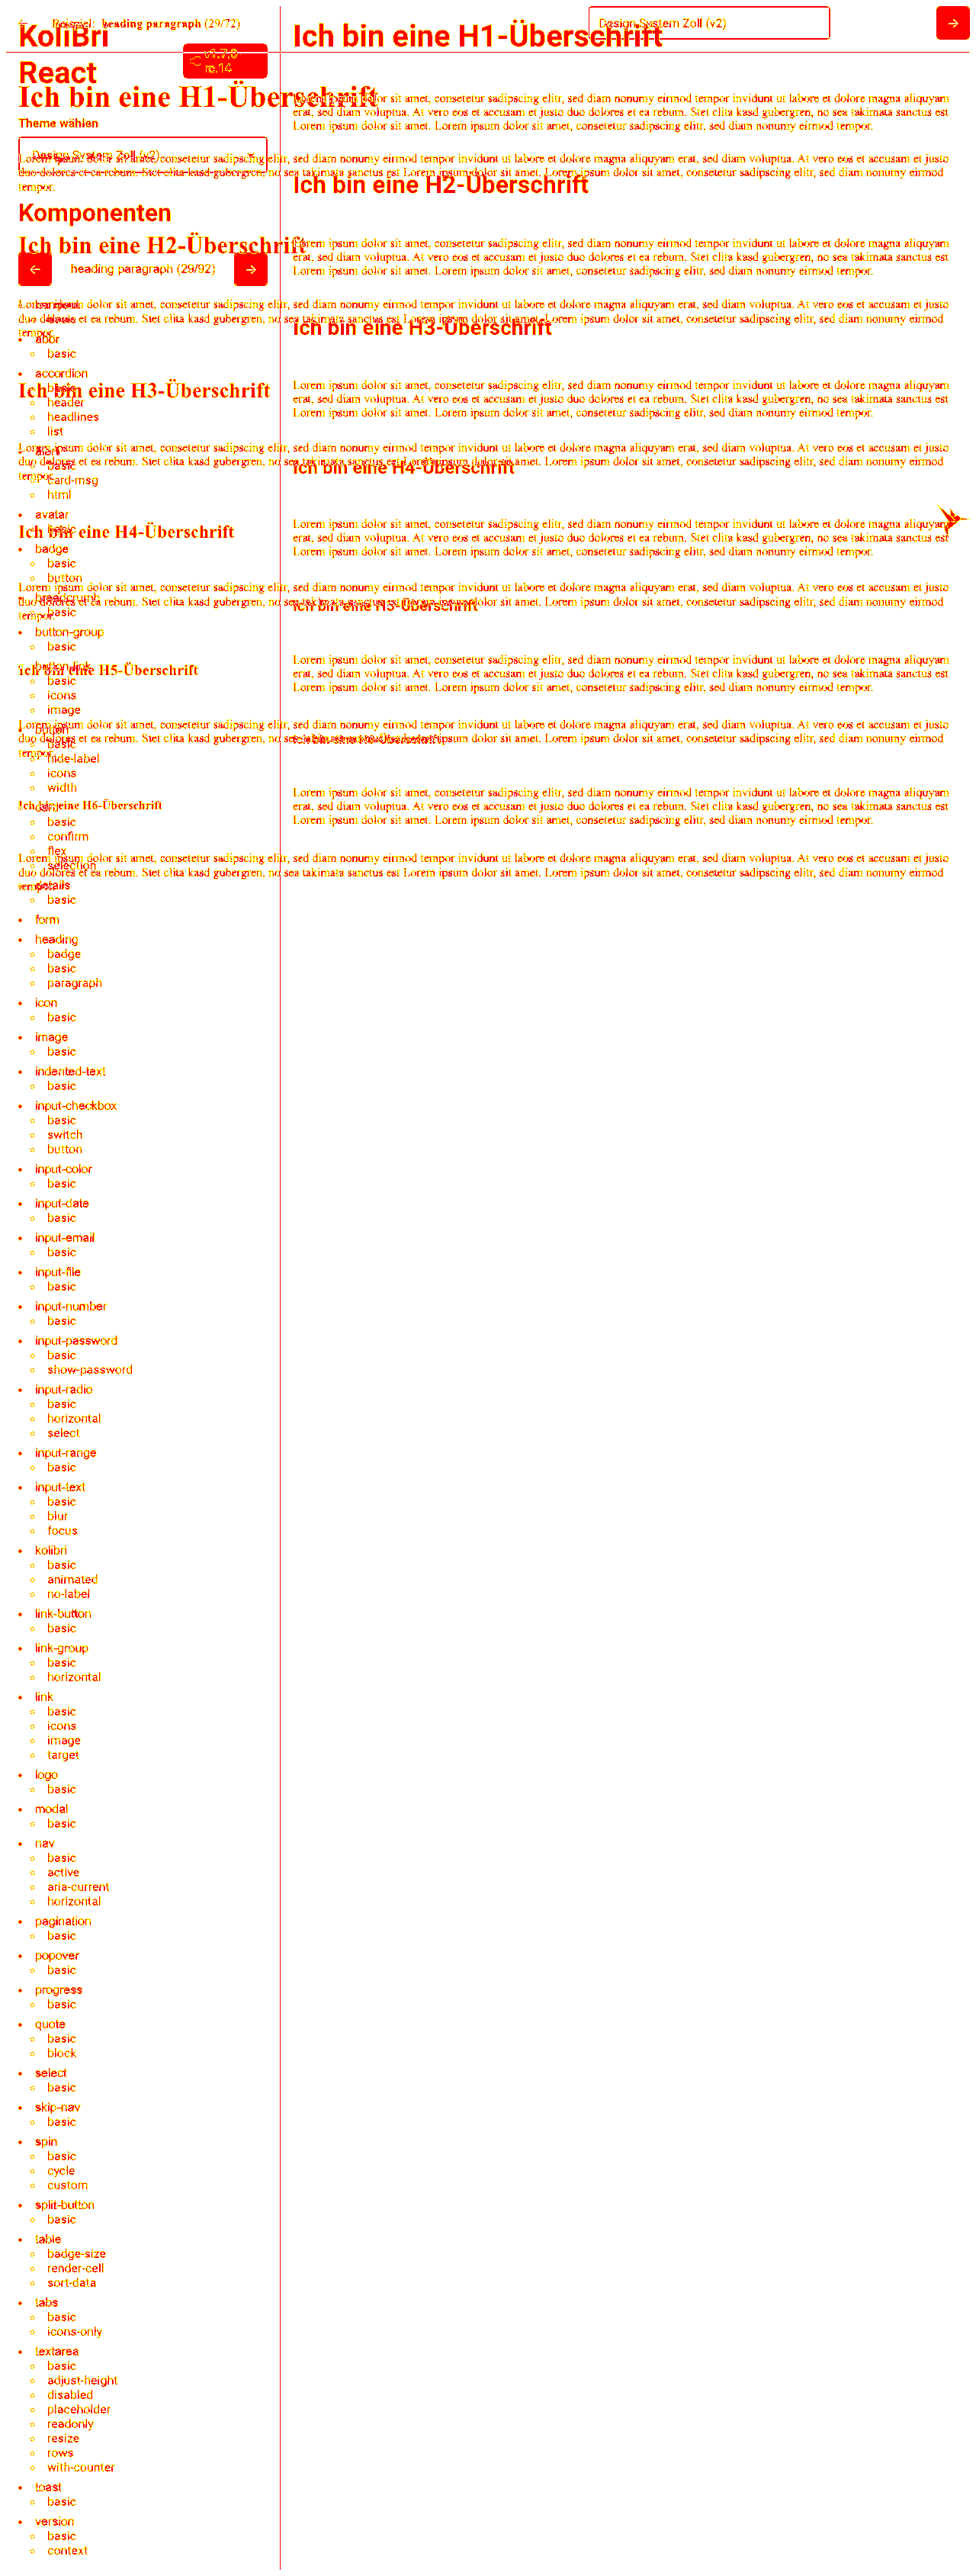 Beispiel: heading paragraph (29/72)
KoliBri
React
v1.7.0-
rc.14
Ich bin eine H1-Überschrift
Theme wählen
Design System Zoll (v2)
Lorem ipsum dolor sit amet, consetetur sadipscing elitr, sed diam nonumy eirmod tempor invidunt ut labore et dolore magna aliquyam erat, sed diam voluptua. At vero eos et accusam et justo
duo dolores et ea rebum. Stet clita kasd gubergren, no sea takimata sanctus est Lorem ipsum dolor sit amet. Lorem ipsum dolor sit amet, consetetur sadipscing elitr, sed diam nonumy eirmod
tempor.
Komponenten
Ich bin eine H2-Überschrift
heading paragraph (29/92)
Lorem ipsum dolor sit amet, consetetur sadipscing elitr, sed diam nonumy eirmod tempor invidunt ut labore et dolore magna aliquyam erat, sed diam voluptua. At vero eos et accusam et justo
duo dolores et ea rebum. Stet clita kasd gubergren, no sea takimata sanctus est Lorem ipsum dolor sit amet. Lorem ipsum dolor sit amet, consetetur sadipscing elitr, sed diam nonumy eirmod
tempor.
abbr
basic
accordion
basic
Ich bin eine H3-Überschrift
header
headlines
list
Lorem ipsum dolor sit amet, consetetur sadipscing elitr, sed diam nonumy eirmod tempor invidunt ut labore et dolore magna aliquyam erat, sed diam voluptua. At vero eos et accusam et justo
duo dolores et ea rebum. Stet clita kasd gubergren, no sea takimata sanctus est Lorem ipsum dolor sit amet. Lorem ipsum dolor sit amet, consetetur sadipscing elitr, sed diam nonumy eirmod
tempor.
alert
basic
card-msg
html
avatar
basic
Ich bin eine H4-Überschrift
badge
basic
button
Lorem ipsum dolor sit amet, consetetur sadipscing elitr, sed diam nonumy eirmod tempor invidunt ut labore et dolore magna aliquyam erat, sed diam voluptua. At vero eos et accusam et justo
duo dolores et ea rebum. Stet clita kasd gubergren, no sea takimata sanctus est Lorem ipsum dolor sit amet. Lorem ipsum dolor sit amet, consetetur sadipscing elitr, sed diam nonumy eirmod
tempor.
breadcrumb
basic
button-group
basic
button-link
Ich bin eine H5-Überschrift
basic
icons
image
Lorem ipsum dolor sit amet, consetetur sadipscing elitr, sed diam nonumy eirmod tempor invidunt ut labore et dolore magna aliquyam erat, sed diam voluptua. At vero eos et accusam et justo
duo dolores et ea rebum. Stet clita kasd gubergren, no sea takimata sanctus est Lorem ipsum dolor sit amet. Lorem ipsum dolor sit amet, consetetur sadipscing elitr, sed diam nonumy eirmod
tempor.
button
basic
hide-label
icons
width
card
Ich bin eine H6-Überschrift
basic
confirm
flex
selection
Lorem ipsum dolor sit amet, consetetur sadipscing elitr, sed diam nonumy eirmod tempor invidunt ut labore et dolore magna aliquyam erat, sed diam voluptua. At vero eos et accusam et justo
duo dolores et ea rebum. Stet clita kasd gubergren, no sea takimata sanctus est Lorem ipsum dolor sit amet. Lorem ipsum dolor sit amet, consetetur sadipscing elitr, sed diam nonumy eirmod
tempor.
details
basic
form
heading
badge
basic
paragraph
icon
basic
image
basic
indented-text
basic
input-checkbox
basic
switch
button
input-color
basic
input-date
basic
input-email
basic
input-file
basic
input-number
basic
input-password
basic
show-password
input-radio
basic
horizontal
select
input-range
basic
input-text
basic
blur
focus
kolibri
basic
animated
no-label
link-button
basic
link-group
basic
horizontal
link
basic
icons
image
target
logo
basic
modal
basic
nav
basic
active
aria-current
horizontal
pagination
basic
popover
basic
progress
basic
quote
basic
block
select
basic
skip-nav
basic
spin
basic
cycle
custom
split-button
basic
table
badge-size
render-cell
sort-data
tabs
basic
icons-only
textarea
basic
adjust-height
disabled
placeholder
readonly
resize
rows
with-counter
toast
basic
version
basic
context
Ich bin eine H1-Überschrift
Design System Zoll (v2)
Lorem ipsum dolor sit amet, consetetur sadipscing elitr, sed diam nonumy eirmod tempor invidunt ut labore et dolore magna aliquyam
erat, sed diam voluptua. At vero eos et accusam et justo duo dolores et ea rebum. Stet clita kasd gubergren, no sea takimata sanctus est
Lorem ipsum dolor sit amet. Lorem ipsum dolor sit amet, consetetur sadipscing elitr, sed diam nonumy eirmod tempor.
Ich bin eine H2-Überschrift
Lorem ipsum dolor sit amet, consetetur sadipscing elitr, sed diam nonumy eirmod tempor invidunt ut labore et dolore magna aliquyam
erat, sed diam voluptua. At vero eos et accusam et justo duo dolores et ea rebum. Stet clita kasd gubergren, no sea takimata sanctus est
Lorem ipsum dolor sit amet. Lorem ipsum dolor sit amet, consetetur sadipscing elitr, sed diam nonumy eirmod tempor.
Ich bin eine H3-Überschrift
Lorem ipsum dolor sit amet, consetetur sadipscing elitr, sed diam nonumy eirmod tempor invidunt ut labore et dolore magna aliquyam
erat, sed diam voluptua. At vero eos et accusam et justo duo dolores et ea rebum. Stet clita kasd gubergren, no sea takimata sanctus est
Lorem ipsum dolor sit amet. Lorem ipsum dolor sit amet, consetetur sadipscing elitr, sed diam nonumy eirmod tempor.
Ich bin eine H4-Überschrift
Lorem ipsum dolor sit amet, consetetur sadipscing elitr, sed diam nonumy eirmod tempor invidunt ut labore et dolore magna aliquyam
erat, sed diam voluptua. At vero eos et accusam et justo duo dolores et ea rebum. Stet clita kasd gubergren, no sea takimata sanctus est
Lorem ipsum dolor sit amet. Lorem ipsum dolor sit amet, consetetur sadipscing elitr, sed diam nonumy eirmod tempor.
Ich bin eine H5-Überschrift
Lorem ipsum dolor sit amet, consetetur sadipscing elitr, sed diam nonumy eirmod tempor invidunt ut labore et dolore magna aliquyam
erat, sed diam voluptua. At vero eos et accusam et justo duo dolores et ea rebum. Stet clita kasd gubergren, no sea takimata sanctus est
Lorem ipsum dolor sit amet. Lorem ipsum dolor sit amet, consetetur sadipscing elitr, sed diam nonumy eirmod tempor.
Ich bin eine H6-Überschrift
Lorem ipsum dolor sit amet, consetetur sadipscing elitr, sed diam nonumy eirmod tempor invidunt ut labore et dolore magna aliquyam
erat, sed diam voluptua. At vero eos et accusam et justo duo dolores et ea rebum. Stet clita kasd gubergren, no sea takimata sanctus est
Lorem ipsum dolor sit amet. Lorem ipsum dolor sit amet, consetetur sadipscing elitr, sed diam nonumy eirmod tempor.